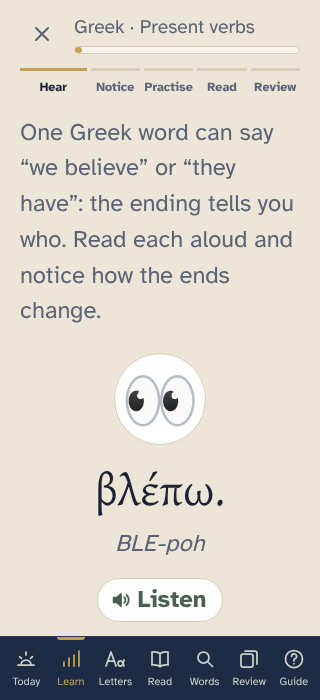 Greek · Present verbs
Hear
Notice
Practise
Read
Review
One Greek word can say
“we believe” or “they
have”: the ending tells you
who. Read each aloud and
notice how the ends
change.
βλέπω.
BLE-poh
Listen
Today
Learn
Letters
Read
Words
Review
Guide